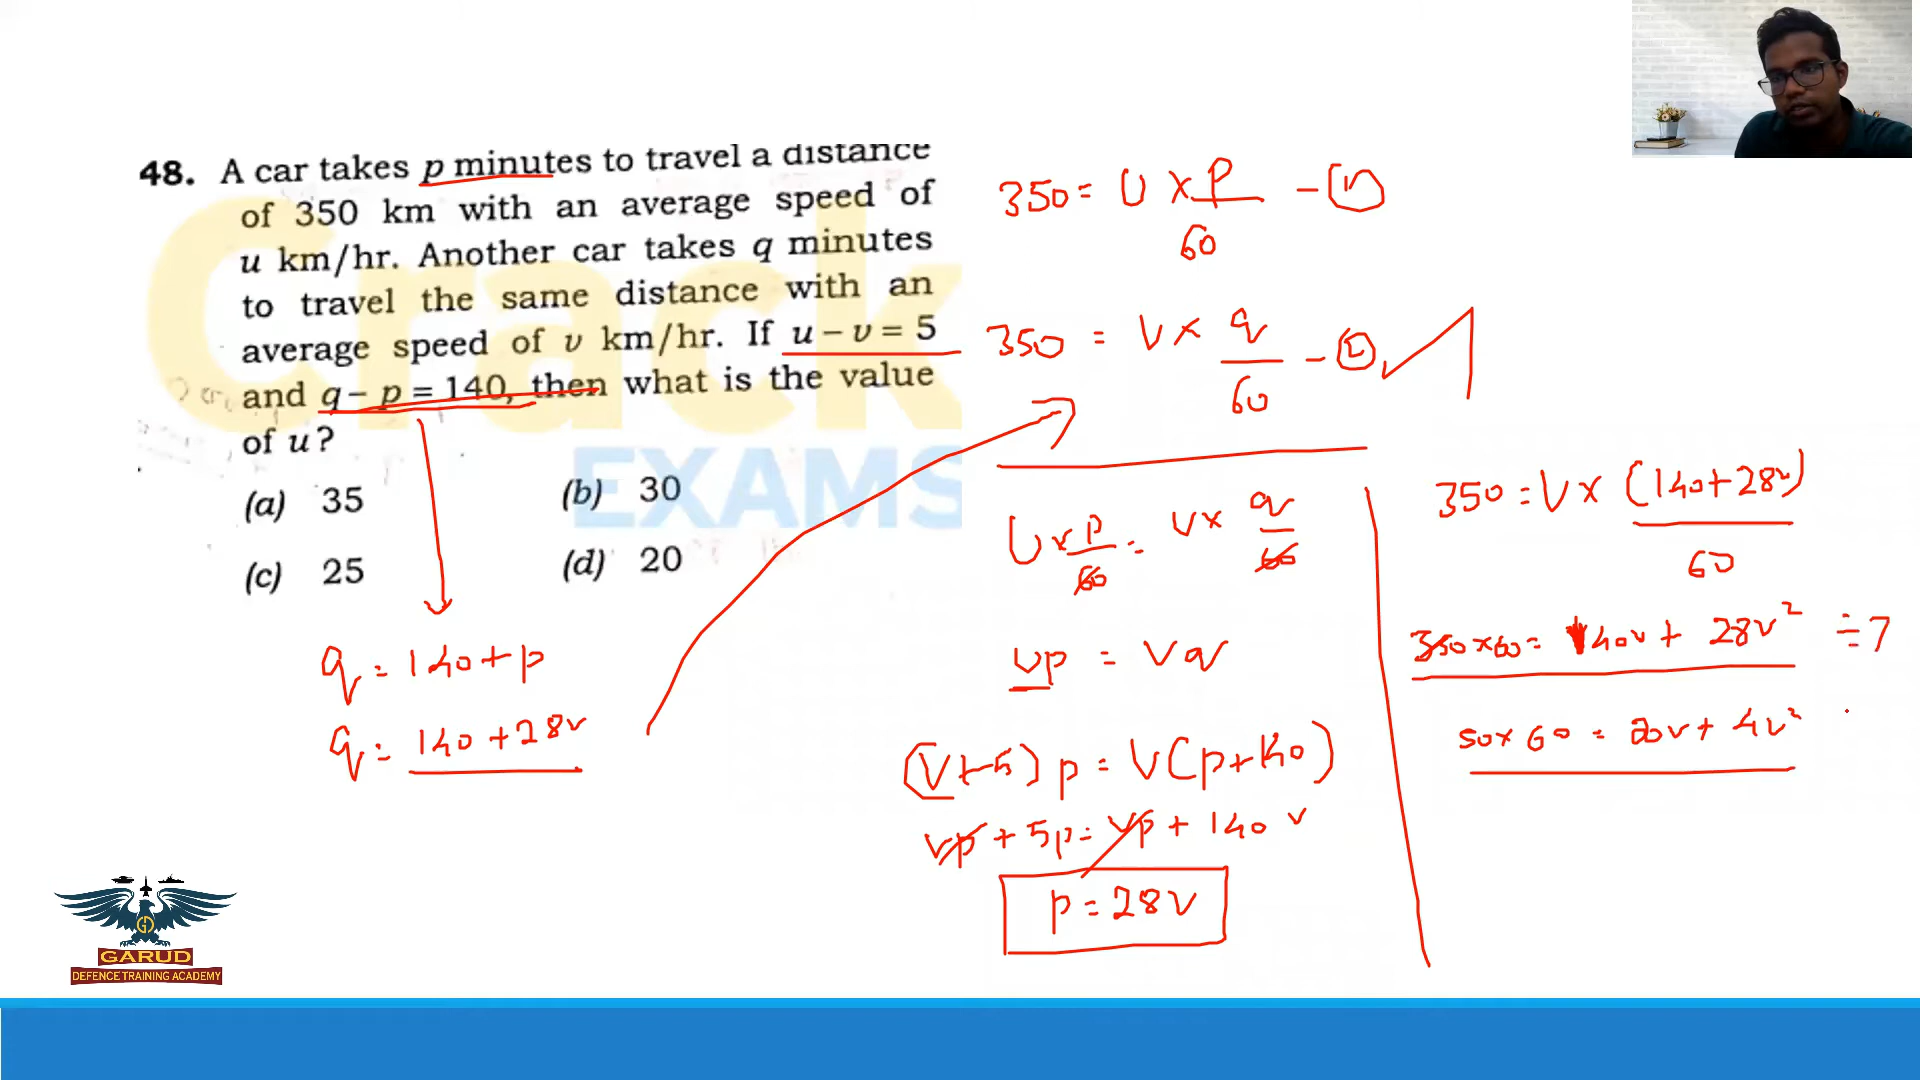 48. A car takes p minutes to travel a distance
of 350 km with an average speed of
u km/hr. Another car takes q minutes
to travel the same distance with an
average speed of v km/hr. If u – v = 5
and q – p = 140, then what is the value
of u?
(a) 35
(b) 30
(c) 25
(d) 20
Crack
EXAMS
q = 140 + p
q = 140 + 28v
350 = U × p/60 – ①
350 = V × q/60 – ②
U × p/60 = V × q/60
up = vq
(V+5) p = V(p+140)
vp + 5p = vp + 140 v
p = 28v
350 = V × (140+28v)/60
350×60 = 140v + 28v² ÷7
50×60 = 20v + 4v²
GARUD
DEFENCE TRAINING ACADEMY